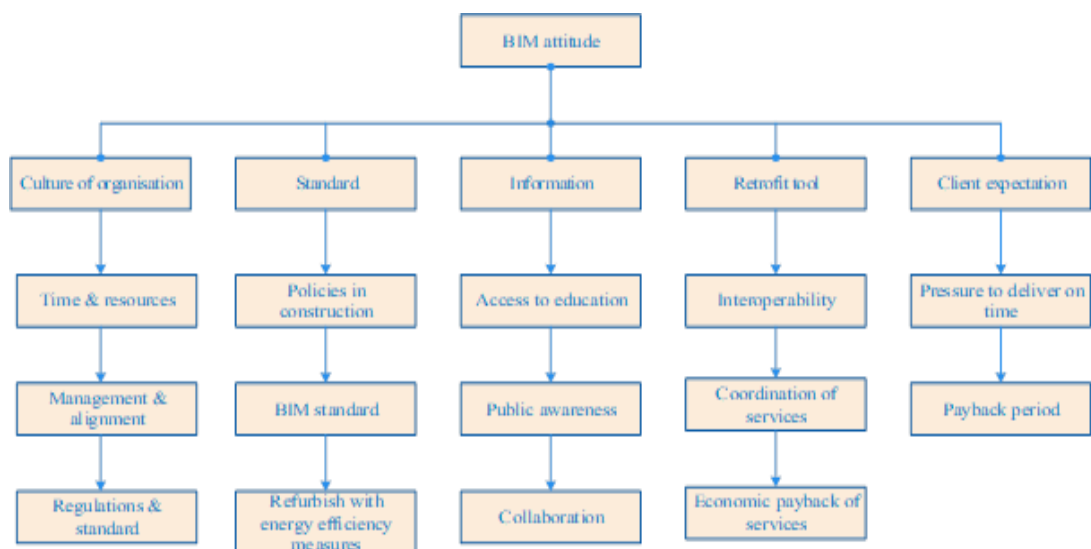 BIM attitude
Culture of organisation
Standard
Information
Retrofit tool
Client expectation
Time & resources
Policies in
construction
Access to education
Interoperability
Pressure to deliver on
time
Management &
alignment
BIM standard
Public awareness
Coordination of
services
Payback period
Regulations &
standard
Refurbish with
energy efficiency
measures
Collaboration
Economic payback of
services